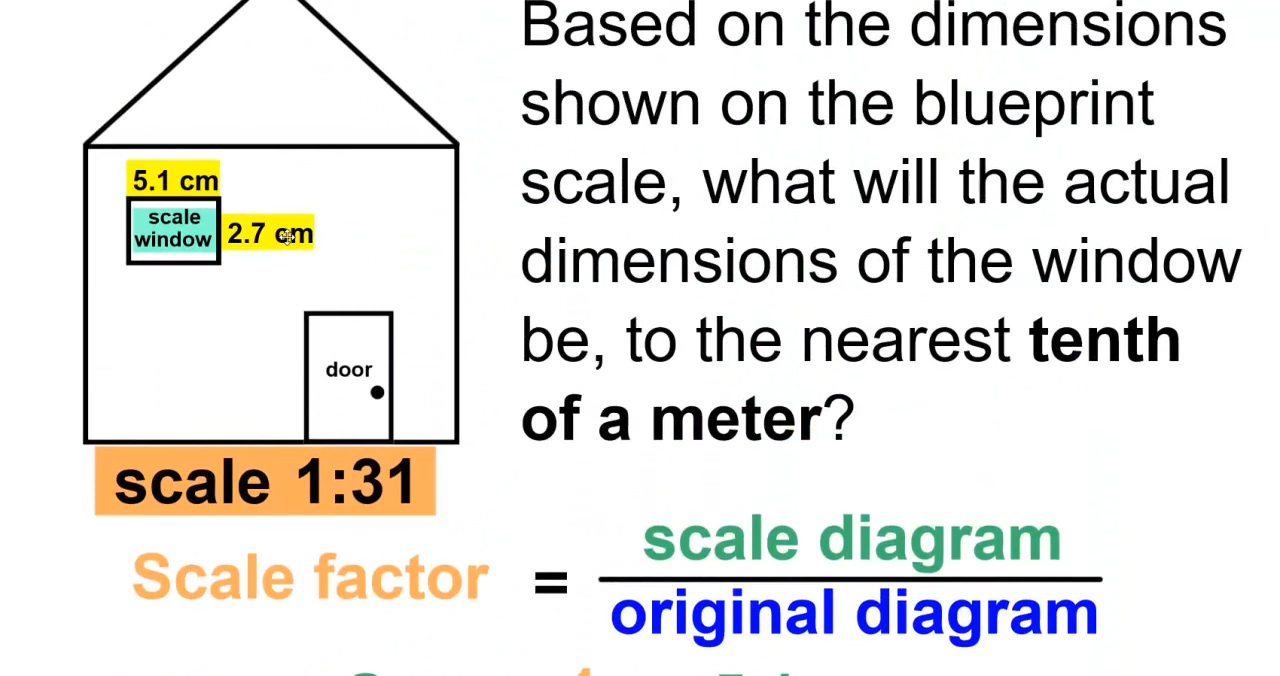 Based on the dimensions
shown on the blueprint
scale, what will the actual
dimensions of the window
be, to the nearest tenth
of a meter?
5.1 cm
scale
window
2.7 cm
door
scale 1:31
Scale factor = scale diagram
original diagram